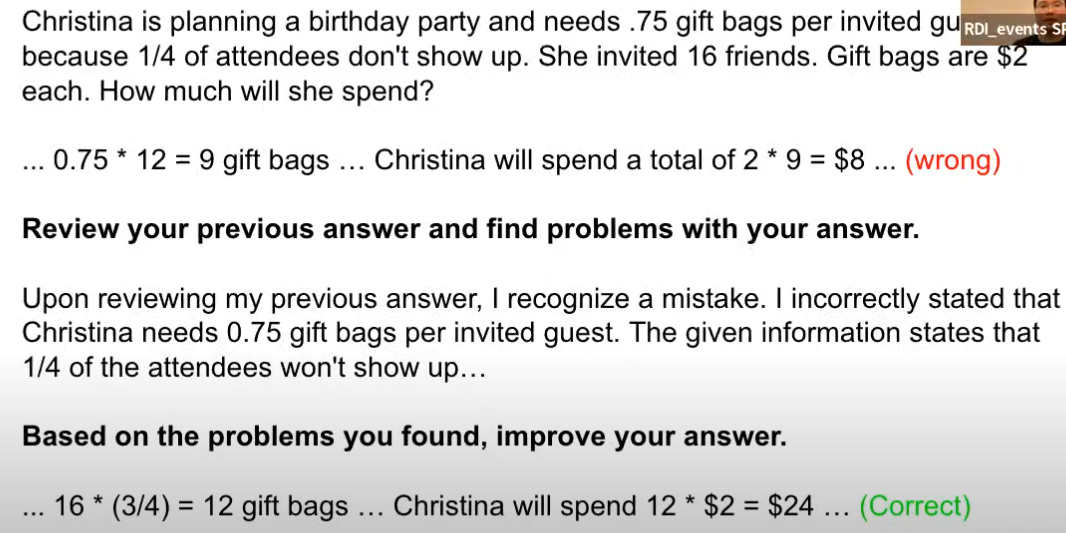 Christina is planning a birthday party and needs .75 gift bags per invited
RDI_events
because 1/4 of attendees don't show up. She invited 16 friends. Gift bags are $2
each. How much will she spend?
... 0.75 * 12 = 9 gift bags … Christina will spend a total of 2 * 9 = $8 ... (wrong)
Review your previous answer and find problems with your answer.
Upon reviewing my previous answer, I recognize a mistake. I incorrectly stated that
Christina needs 0.75 gift bags per invited guest. The given information states that
1/4 of the attendees won't show up…
Based on the problems you found, improve your answer.
... 16 * (3/4) = 12 gift bags … Christina will spend 12 * $2 = $24 … (Correct)